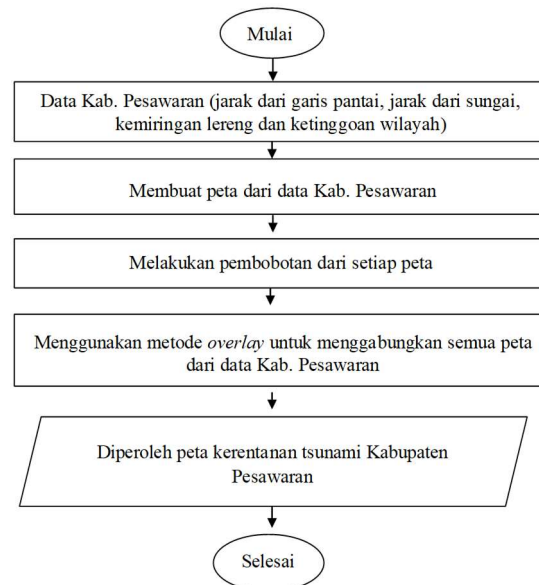 Mulai
Data Kab. Pesawaran (jarak dari garis pantai, jarak dari sungai,
kemiringan lereng dan ketinggoan wilayah)
Membuat peta dari data Kab. Pesawaran
Melakukan pembobotan dari setiap peta
Menggunakan metode overlay untuk menggabungkan semua peta
dari data Kab. Pesawaran
Diperoleh peta kerentanan tsunami Kabupaten
Pesawaran
Selesai